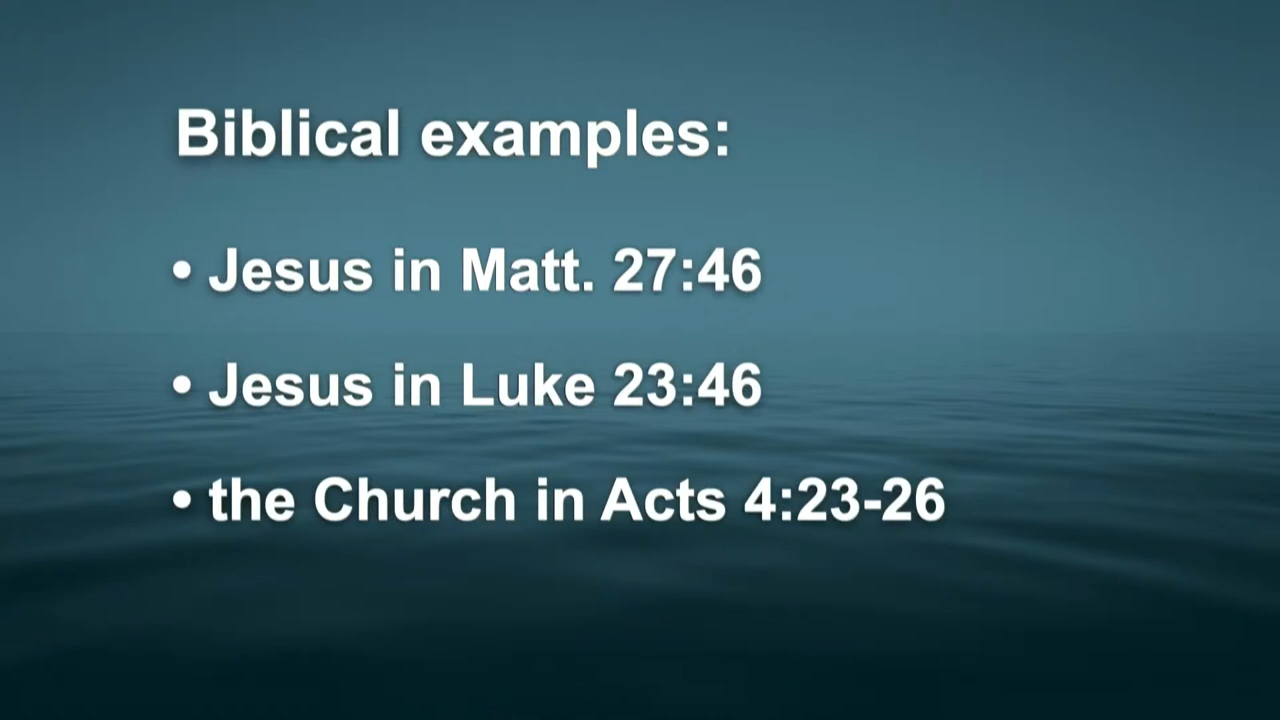 Biblical examples:
• Jesus in Matt. 27:46
• Jesus in Luke 23:46
• the Church in Acts 4:23-26